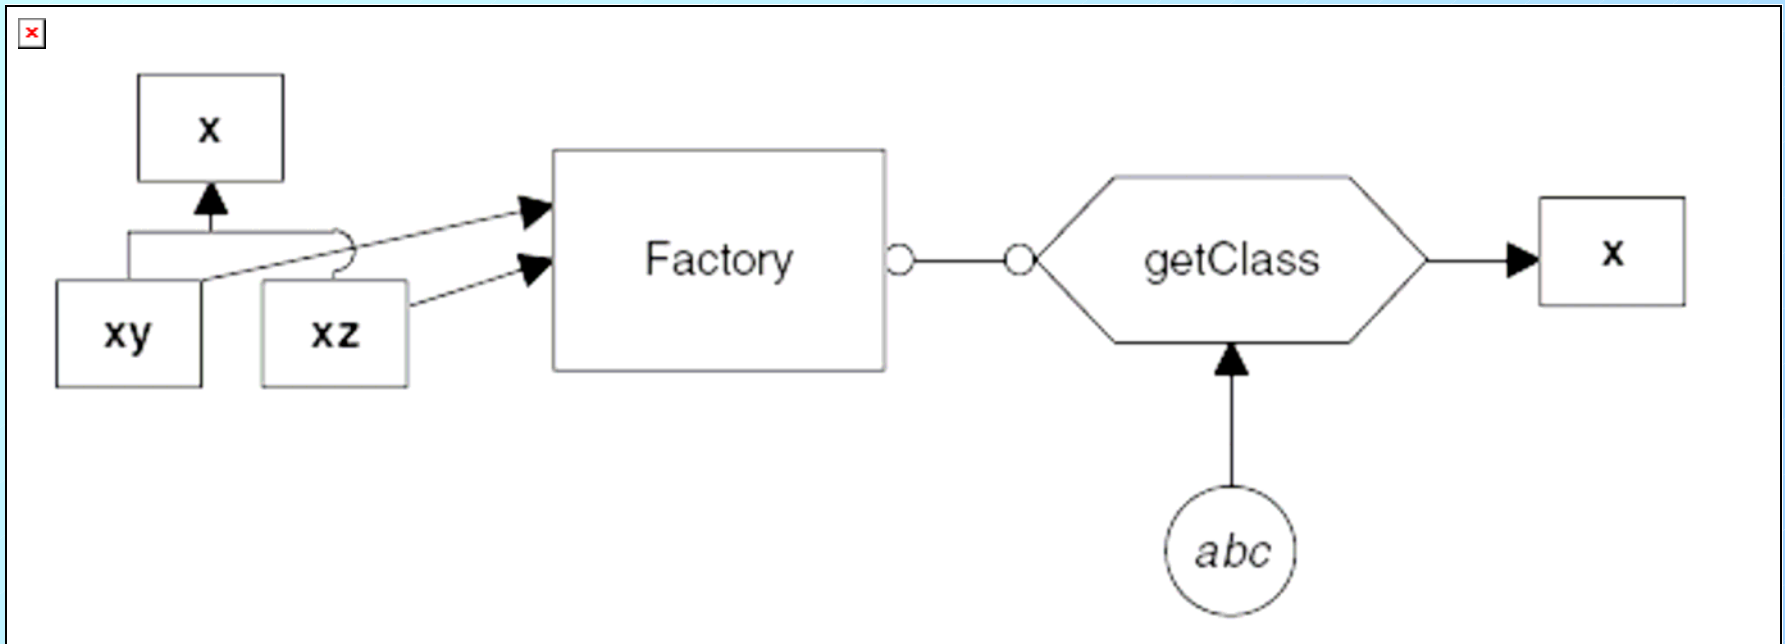 x
xy
xz
Factory
getClass
x
abc